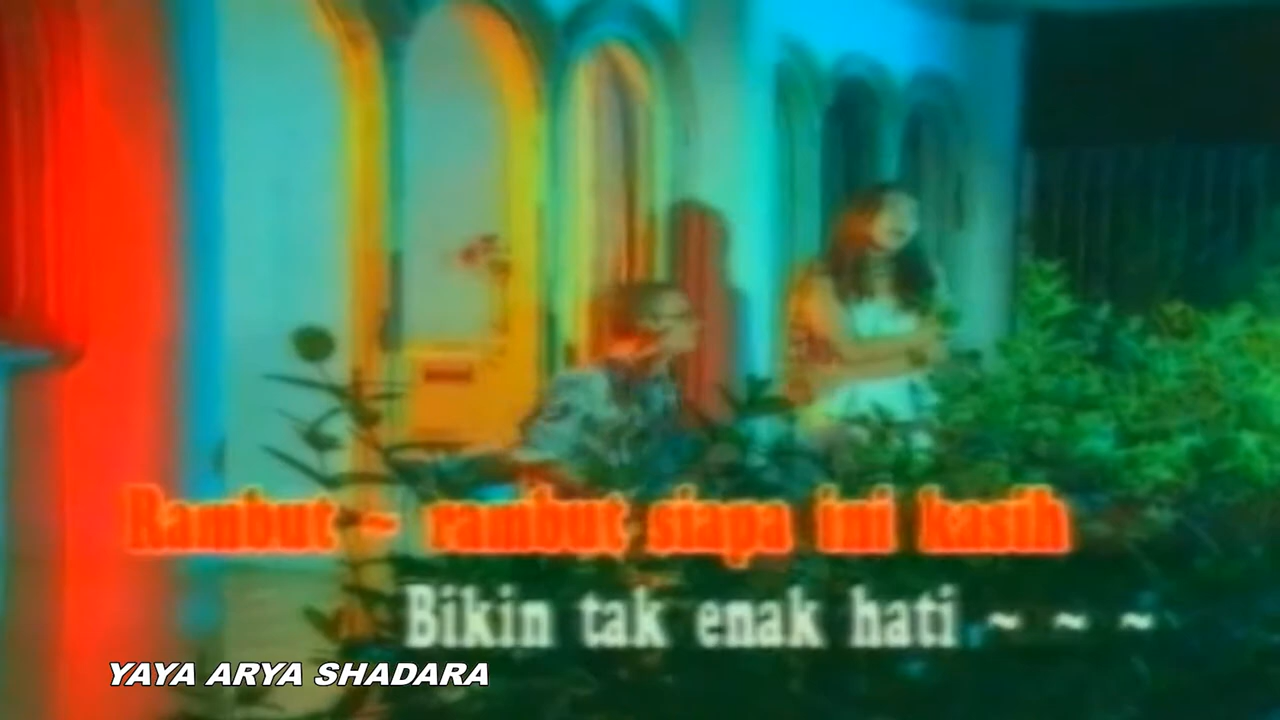 Rambut ~ rambut siapa ini kasih
Bikin tak enak hati ~ ~ ~
YAYA ARYA SHADARA